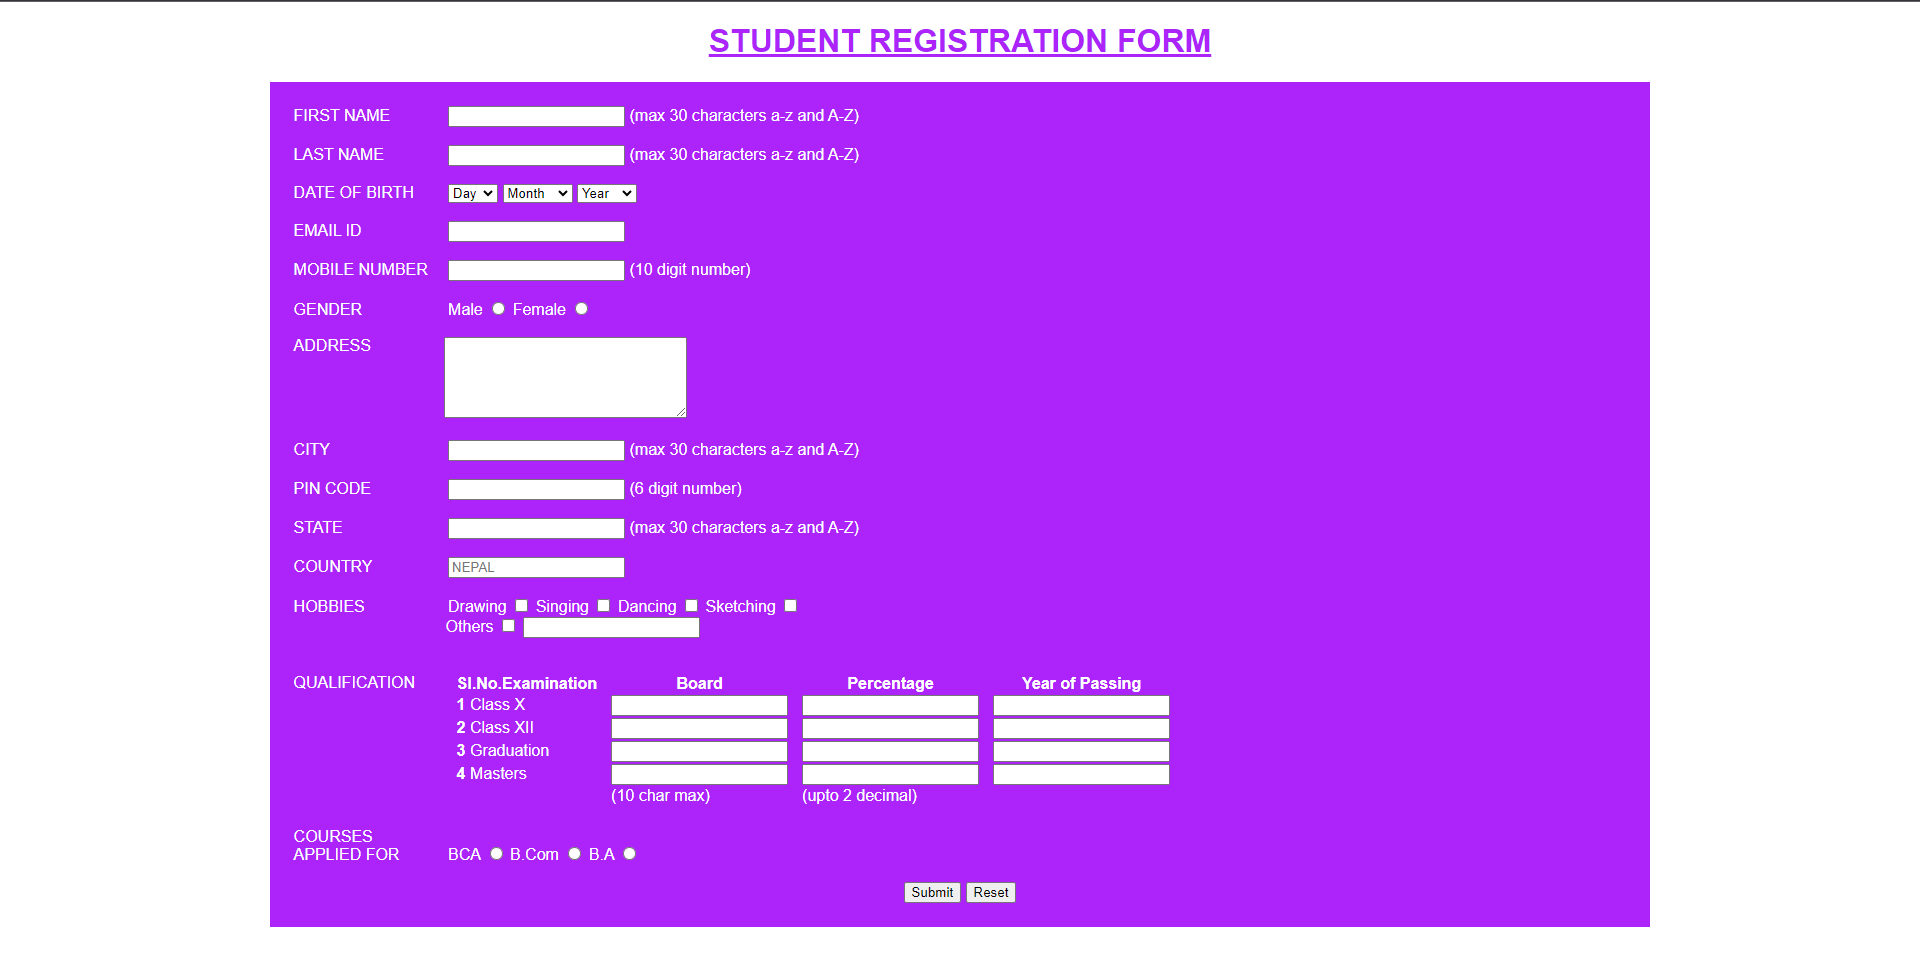 STUDENT REGISTRATION FORM
FIRST NAME (max 30 characters a-z and A-Z)
LAST NAME (max 30 characters a-z and A-Z)
DATE OF BIRTH Day Month Year
EMAIL ID
MOBILE NUMBER (10 digit number)
GENDER Male Female
ADDRESS
CITY (max 30 characters a-z and A-Z)
PIN CODE (6 digit number)
STATE (max 30 characters a-z and A-Z)
COUNTRY NEPAL
HOBBIES Drawing Singing Dancing Sketching
Others
QUALIFICATION Sl.No.Examination Board Percentage Year of Passing
1 Class X
2 Class XII
3 Graduation
4 Masters
(10 char max) (upto 2 decimal)
COURSES
APPLIED FOR BCA B.Com B.A
Submit Reset